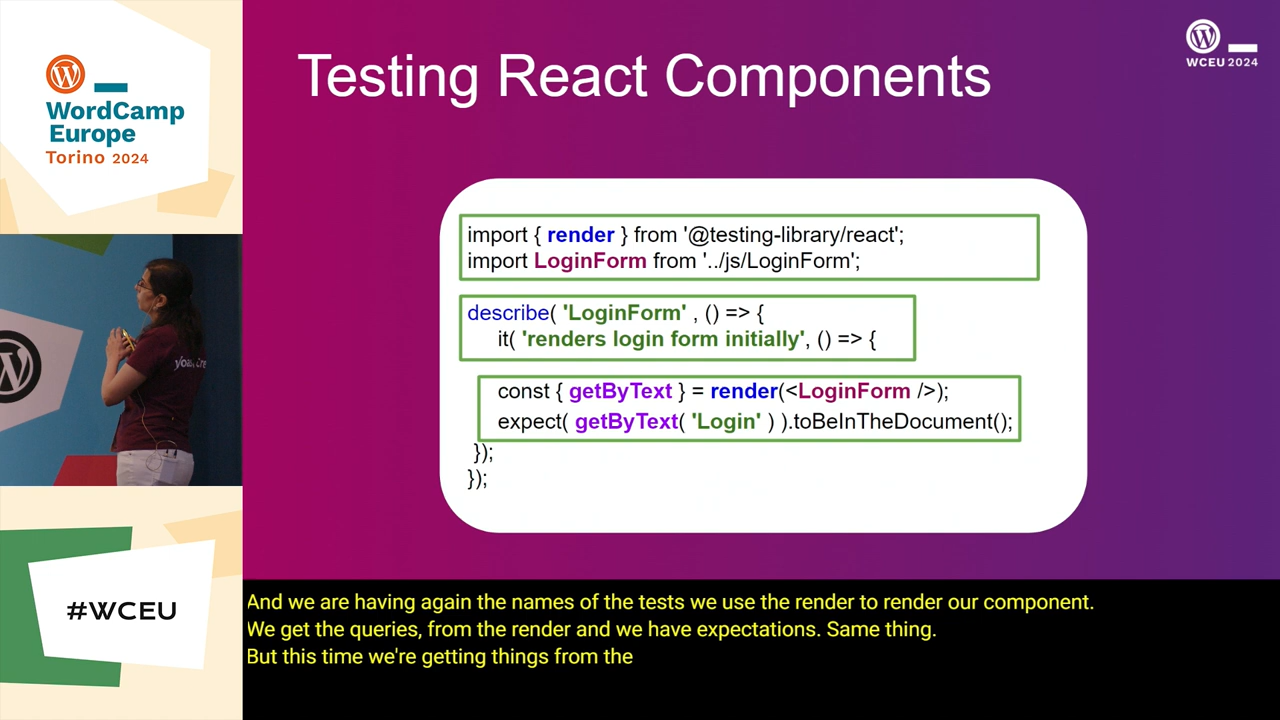 WordCamp
Europe
Torino 2024
#WCEU
Testing React Components
WCEU 2024
import { render } from '@testing-library/react';
import LoginForm from '../js/LoginForm';
describe( 'LoginForm' , () => {
it( 'renders login form initially', () => {
const { getByText } = render(<LoginForm />);
expect( getByText( 'Login' ) ).toBeInTheDocument();
});
});
And we are having again the names of the tests we use the render to render our component.
We get the queries, from the render and we have expectations. Same thing.
But this time we're getting things from the